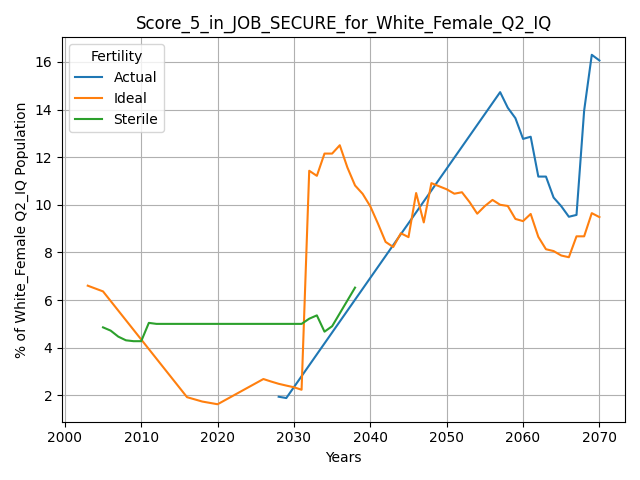 Score_5_in_JOB_SECURE_for_White_Female_Q2_IQ
% of White_Female Q2_IQ Population
16
14
12
10
8
6
4
2
Fertility
Actual
Ideal
Sterile
2000 2010 2020 2030 2040 2050 2060 2070
Years